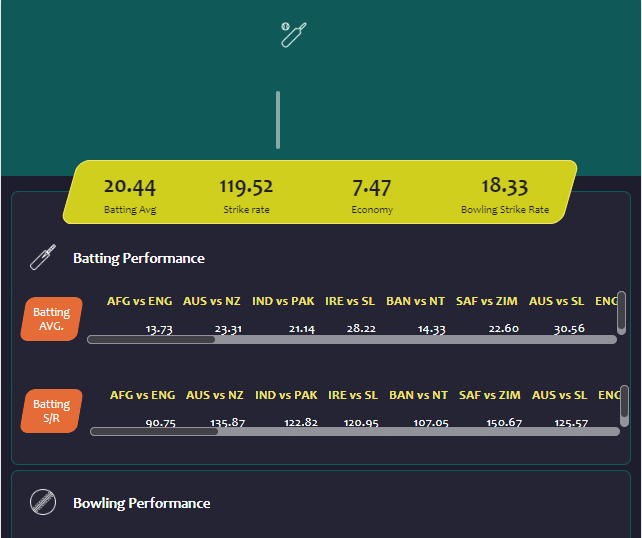 20.44 119.52 7.47 18.33
Batting Avg Strike rate Economy Bowling Strike Rate
Batting Performance
AFG vs ENG AUS vs NZ IND vs PAK IRE vs SL BAN vs NT SAF vs ZIM AUS vs SL ENG
Batting
AVG.
13.73 23.31 21.14 28.22 14.33 22.60 30.56
AFG vs ENG AUS vs NZ IND vs PAK IRE vs SL BAN vs NT SAF vs ZIM AUS vs SL ENG
Batting
S/R
90.75 135.87 122.82 120.95 107.05 150.67 125.57
Bowling Performance